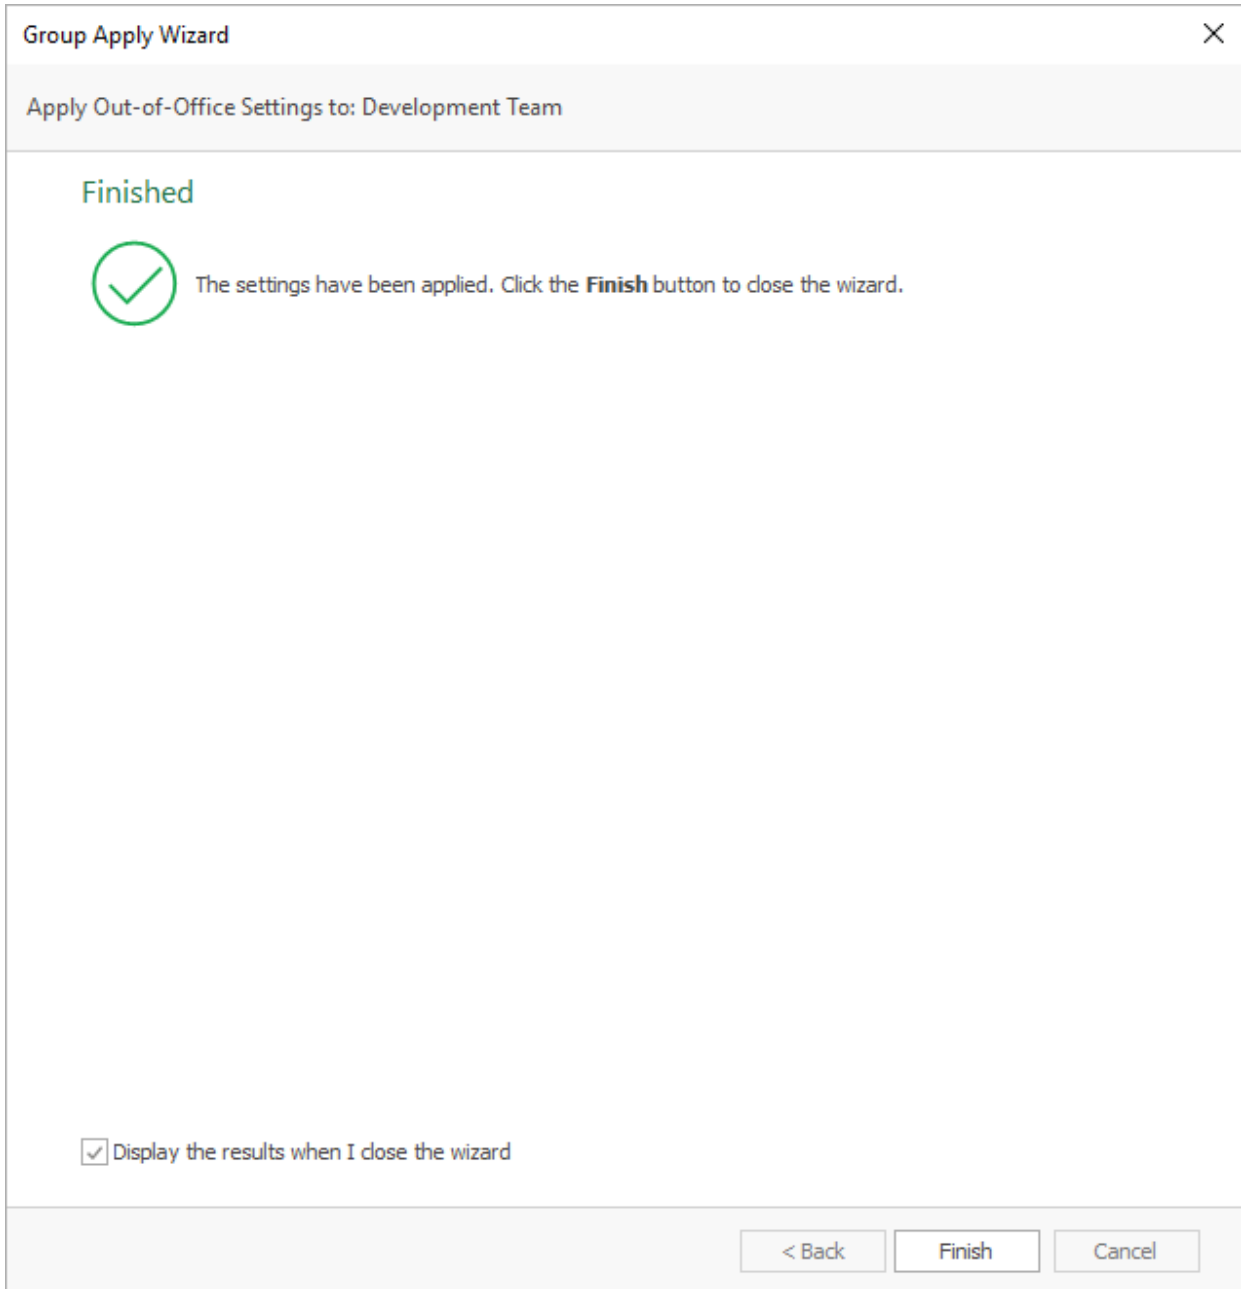 Group Apply Wizard
Apply Out-of-Office Settings to: Development Team
Finished
The settings have been applied. Click the Finish button to close the wizard.
Display the results when I close the wizard
< Back Finish Cancel